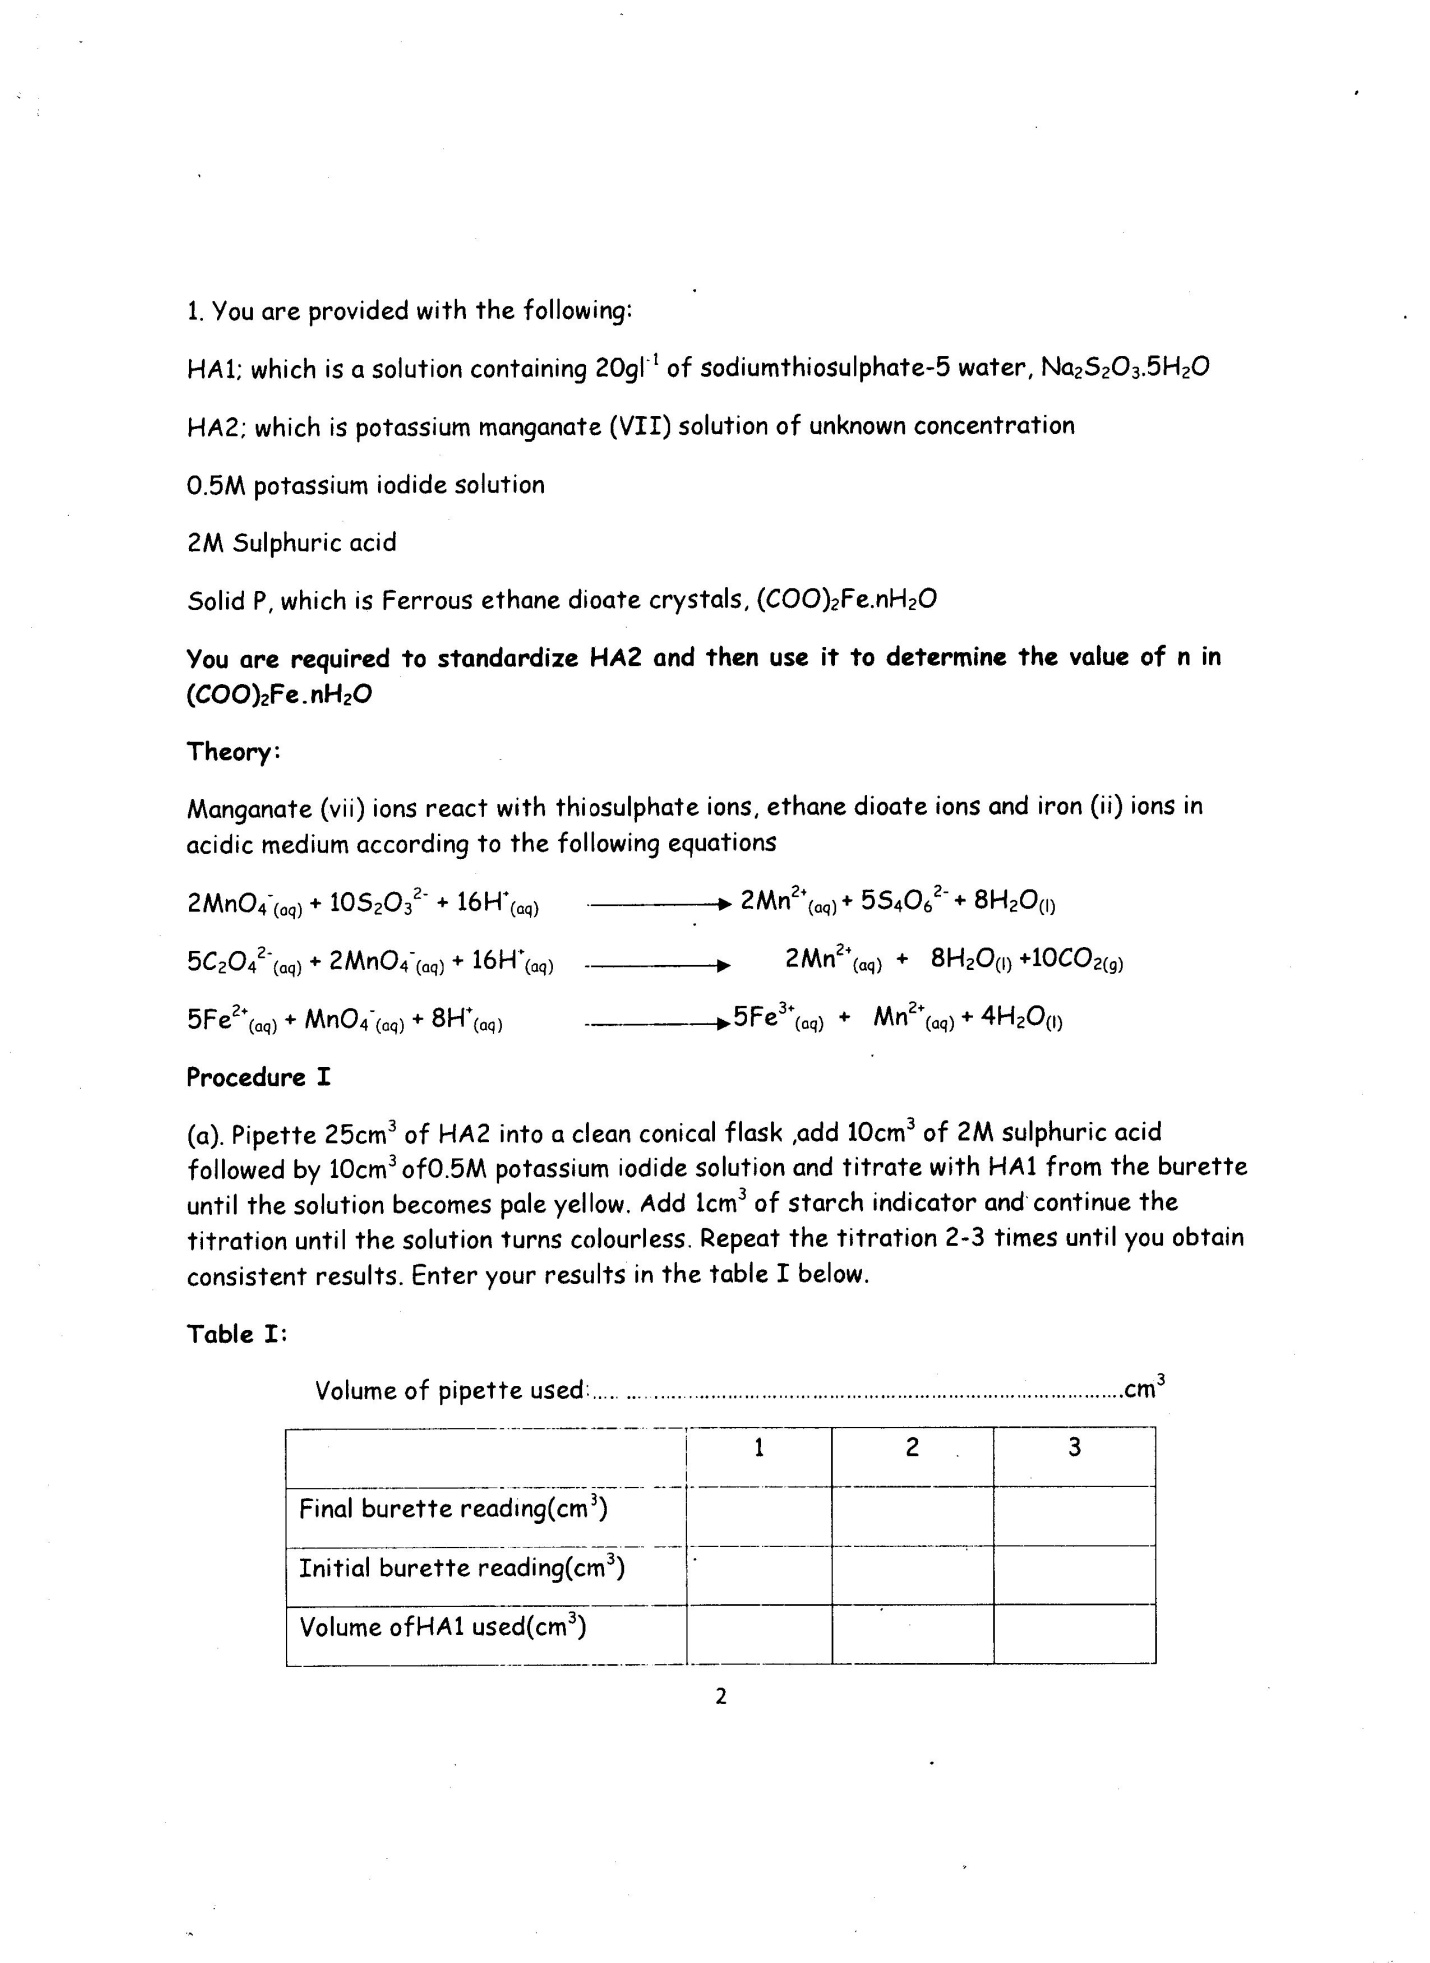 1. You are provided with the following:
HA1; which is a solution containing 20gl⁻¹ of sodiumthiosulphate-5 water, Na₂S₂O₃.5H₂O
HA2; which is potassium manganate (VII) solution of unknown concentration
0.5M potassium iodide solution
2M Sulphuric acid
Solid P, which is Ferrous ethane dioate crystals, (COO)₂Fe.nH₂O
You are required to standardize HA2 and then use it to determine the value of n in
(COO)₂Fe.nH₂O
Theory:
Manganate (vii) ions react with thiosulphate ions, ethane dioate ions and iron (ii) ions in
acidic medium according to the following equations
2MnO₄⁻(aq) + 10S₂O₃²⁻ + 16H⁺(aq) → 2Mn²⁺(aq) + 5S₄O₆²⁻ + 8H₂O(l)
5C₂O₄²⁻(aq) + 2MnO₄⁻(aq) + 16H⁺(aq) → 2Mn²⁺(aq) + 8H₂O(l) +10CO₂(g)
5Fe²⁺(aq) + MnO₄⁻(aq) + 8H⁺(aq) → 5Fe³⁺(aq) + Mn²⁺(aq) + 4H₂O(l)
Procedure I
(a). Pipette 25cm³ of HA2 into a clean conical flask ,add 10cm³ of 2M sulphuric acid
followed by 10cm³ of0.5M potassium iodide solution and titrate with HA1 from the burette
until the solution becomes pale yellow. Add 1cm³ of starch indicator and continue the
titration until the solution turns colourless. Repeat the titration 2-3 times until you obtain
consistent results. Enter your results in the table I below.
Table I:
Volume of pipette used:........................................................................cm³
1 2 3
Final burette reading(cm³)
Initial burette reading(cm³)
Volume ofHA1 used(cm³)
2